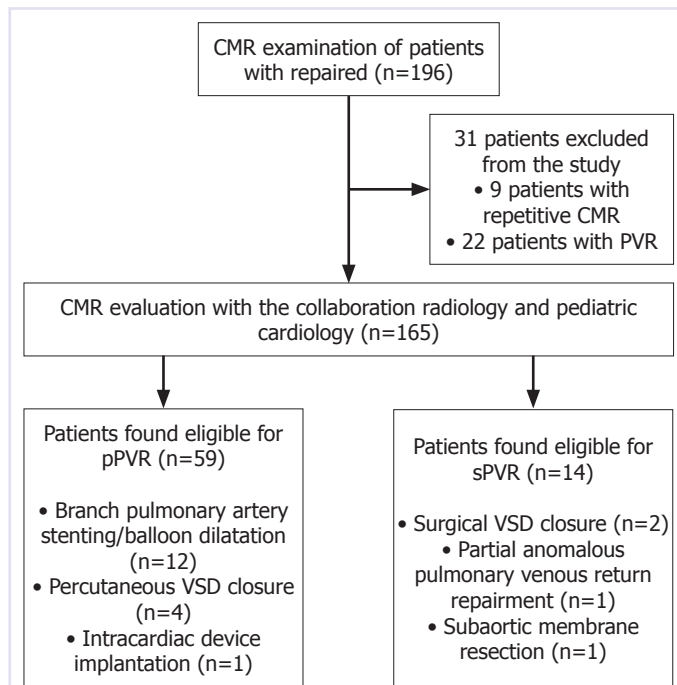 CMR examination of patients
with repaired (n=196)
31 patients excluded
from the study
• 9 patients with
repetitive CMR
• 22 patients with PVR
CMR evaluation with the collaboration radiology and pediatric
cardiology (n=165)
Patients found eligible for
pPVR (n=59)
• Branch pulmonary artery
stenting/balloon dilatation
(n=12)
• Percutaneous VSD closure
(n=4)
• Intracardiac device
implantation (n=1)
Patients found eligible for
sPVR (n=14)
• Surgical VSD closure (n=2)
• Partial anomalous
pulmonary venous return
repairment (n=1)
• Subaortic membrane
resection (n=1)